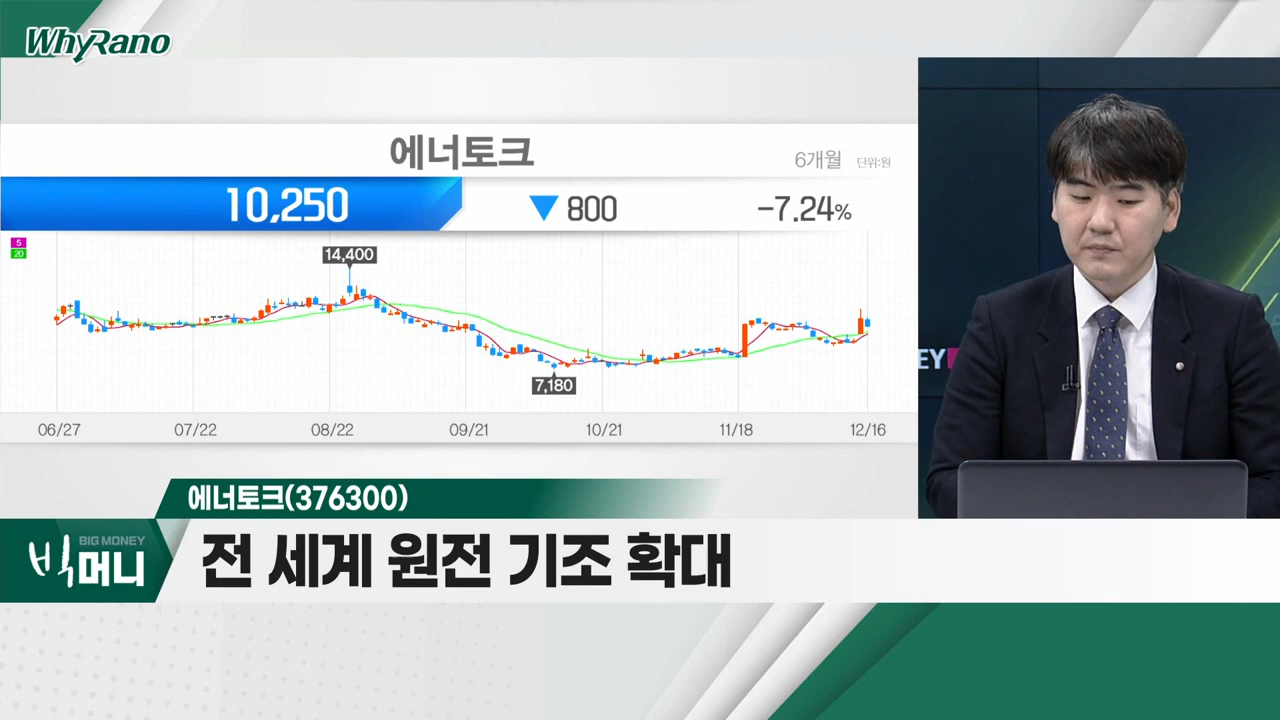 WhyRano
에너토크
6개월 단위:원
10,250 ▼800 -7.24%
5
20
14,400
7,180
06/27 07/22 08/22 09/21 10/21 11/18 12/16
EY
에너토크(376300)
BIG MONEY
빅머니
전 세계 원전 기조 확대